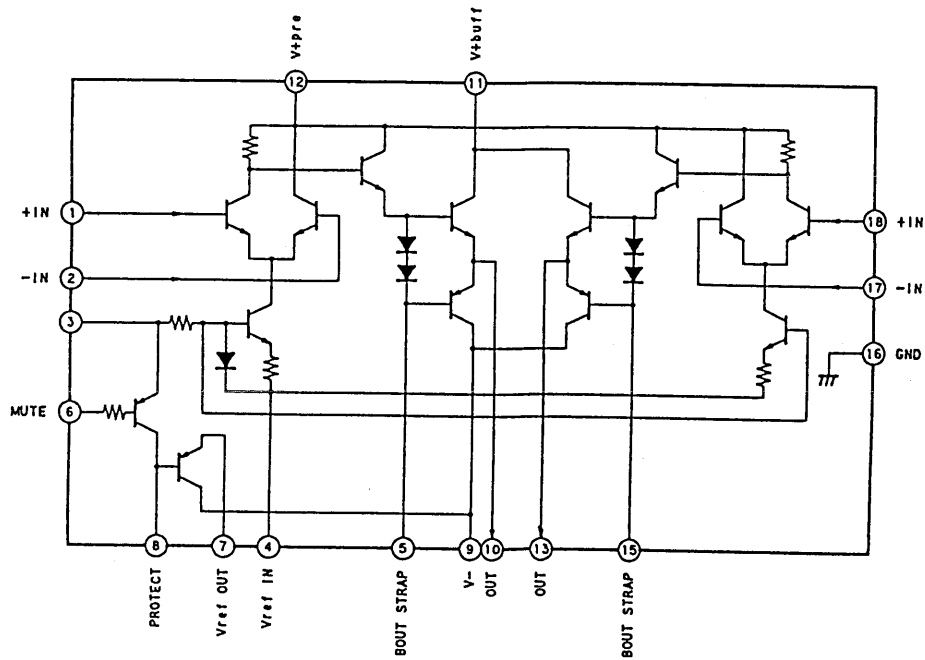 V+pre
V+buff
12
11
+IN 1
18 +IN
-IN 2
17 -IN
3
16 GND
MUTE 6
8 7 4 5 9 10 13 15
PROTECT
Vref OUT
Vref IN
BOUT STRAP
V-
OUT
OUT
BOUT STRAP